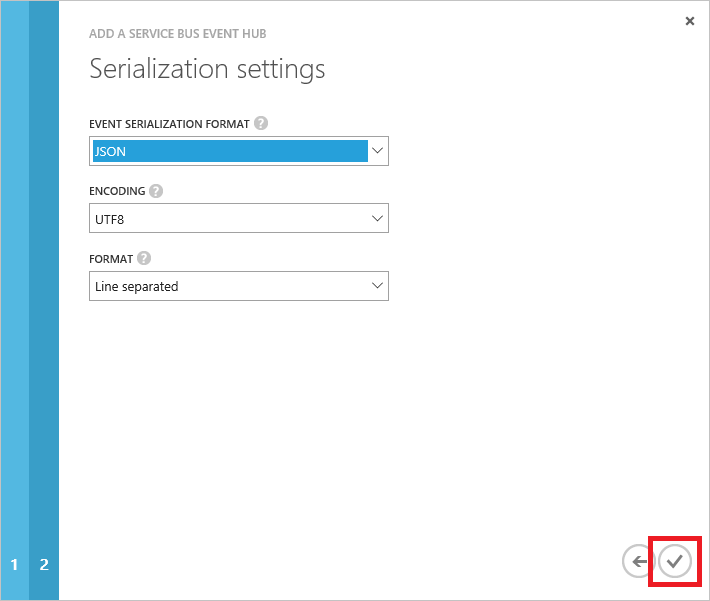 ADD A SERVICE BUS EVENT HUB
Serialization settings
EVENT SERIALIZATION FORMAT ?
JSON
ENCODING ?
UTF8
FORMAT ?
Line separated
1 2